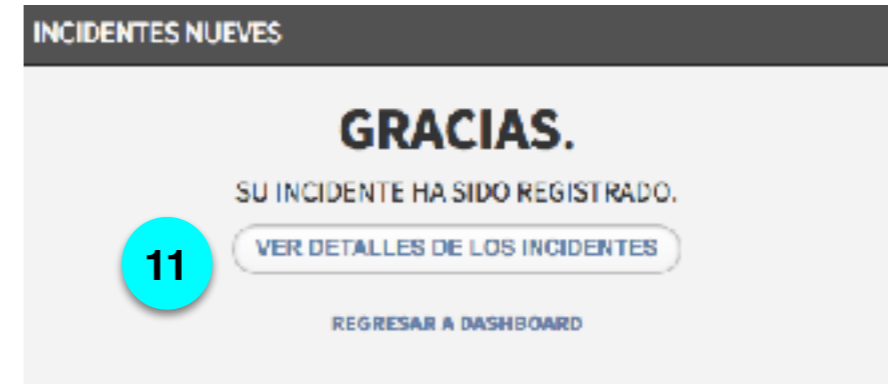 INCIDENTES NUEVES
GRACIAS.
SU INCIDENTE HA SIDO REGISTRADO.
11
VER DETALLES DE LOS INCIDENTES
REGRESAR A DASHBOARD